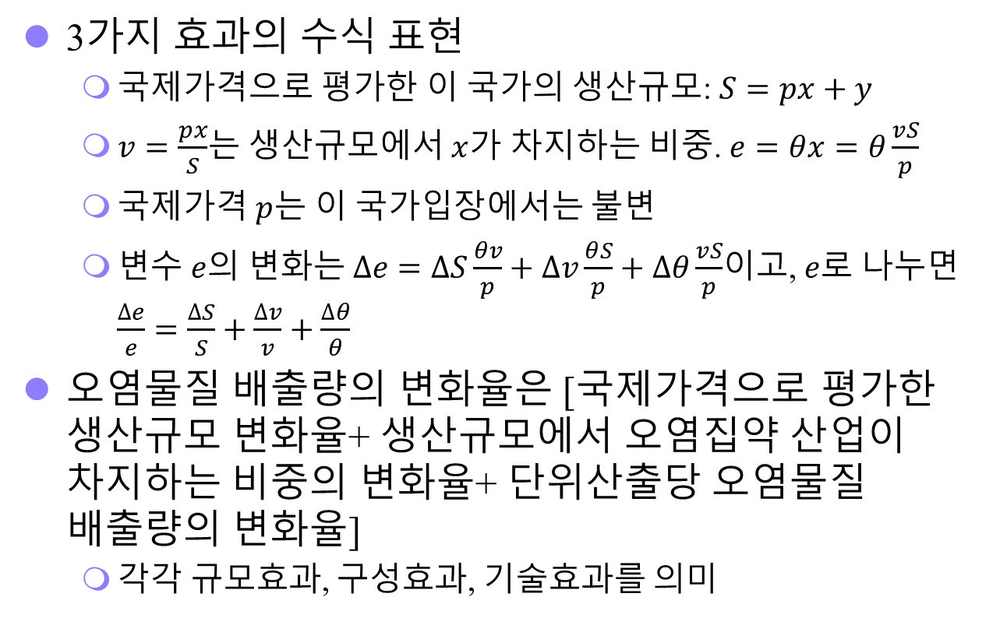 ● 3가지 효과의 수식 표현
❍ 국제가격으로 평가한 이 국가의 생산규모: $S = px + y$
❍ $v = \frac{px}{S}$는 생산규모에서 $x$가 차지하는 비중. $e = \theta x = \theta \frac{vS}{p}$
❍ 국제가격 $p$는 이 국가입장에서는 불변
❍ 변수 $e$의 변화는 $\Delta e = \Delta S \frac{\theta v}{p} + \Delta v \frac{\theta S}{p} + \Delta \theta \frac{vS}{p}$이고, $e$로 나누면
$\frac{\Delta e}{e} = \frac{\Delta S}{S} + \frac{\Delta v}{v} + \frac{\Delta \theta}{\theta}$
● 오염물질 배출량의 변화율은 [국제가격으로 평가한
생산규모 변화율+ 생산규모에서 오염집약 산업이
차지하는 비중의 변화율+ 단위산출당 오염물질
배출량의 변화율]
❍ 각각 규모효과, 구성효과, 기술효과를 의미